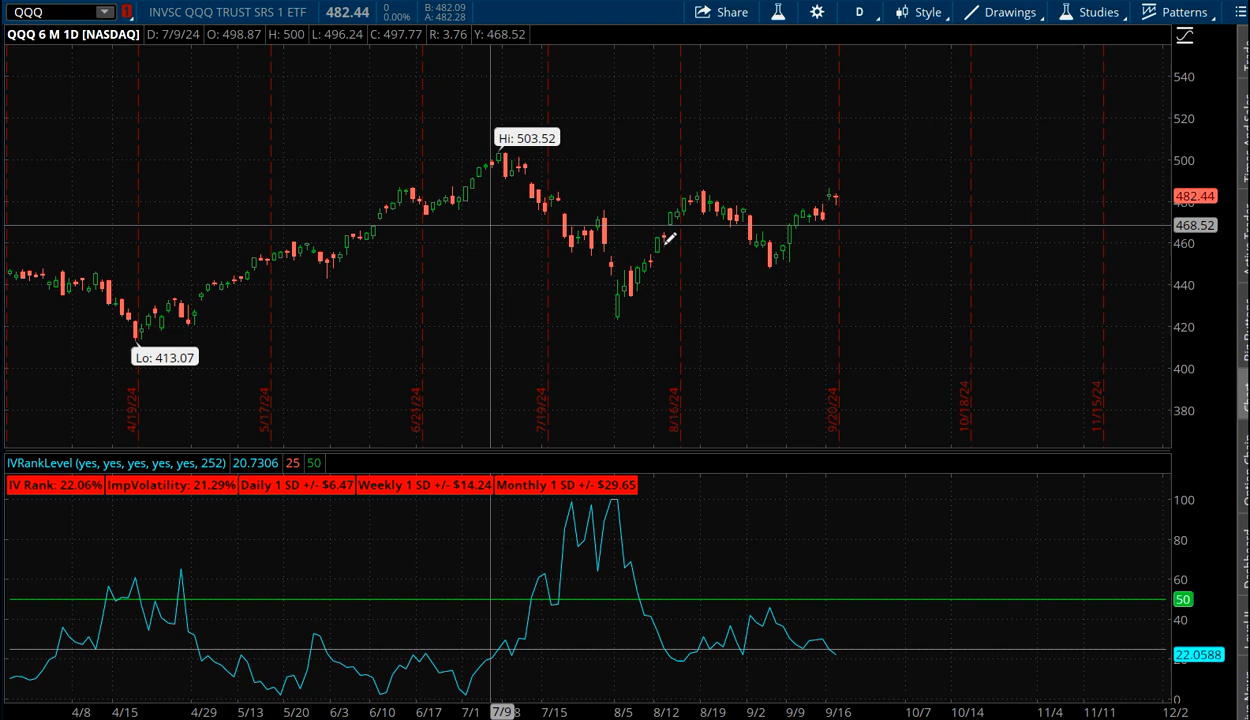 QQQ 1 INVSC QQQ TRUST SRS 1 ETF 482.44 0 0.00% B: 482.09 A: 482.28 Share D Style Drawings Studies Patterns
QQQ 6 M 1D [NASDAQ] D: 7/9/24 O: 498.87 H: 500 L: 496.24 C: 497.77 R: 3.76 Y: 468.52
540
520
Hi: 503.52
500
482.44
480
468.52
460
440
420
Lo: 413.07
400
380
4/19/24 5/17/24 6/21/24 7/19/24 8/16/24 9/20/24 10/18/24 11/15/24
IVRankLevel (yes, yes, yes, yes, yes, 252) 20.7306 25 50
IV Rank: 22.06% ImpVolatility: 21.29% Daily 1 SD +/- $6.47 Weekly 1 SD +/- $14.24 Monthly 1 SD +/- $29.65
100
80
60
50
40
22.0588
0
4/8 4/15 4/29 5/13 5/20 6/3 6/10 6/17 7/1 7/9 7/15 8/5 8/12 8/19 9/2 9/9 9/16 10/7 10/14 11/4 11/11 12/2